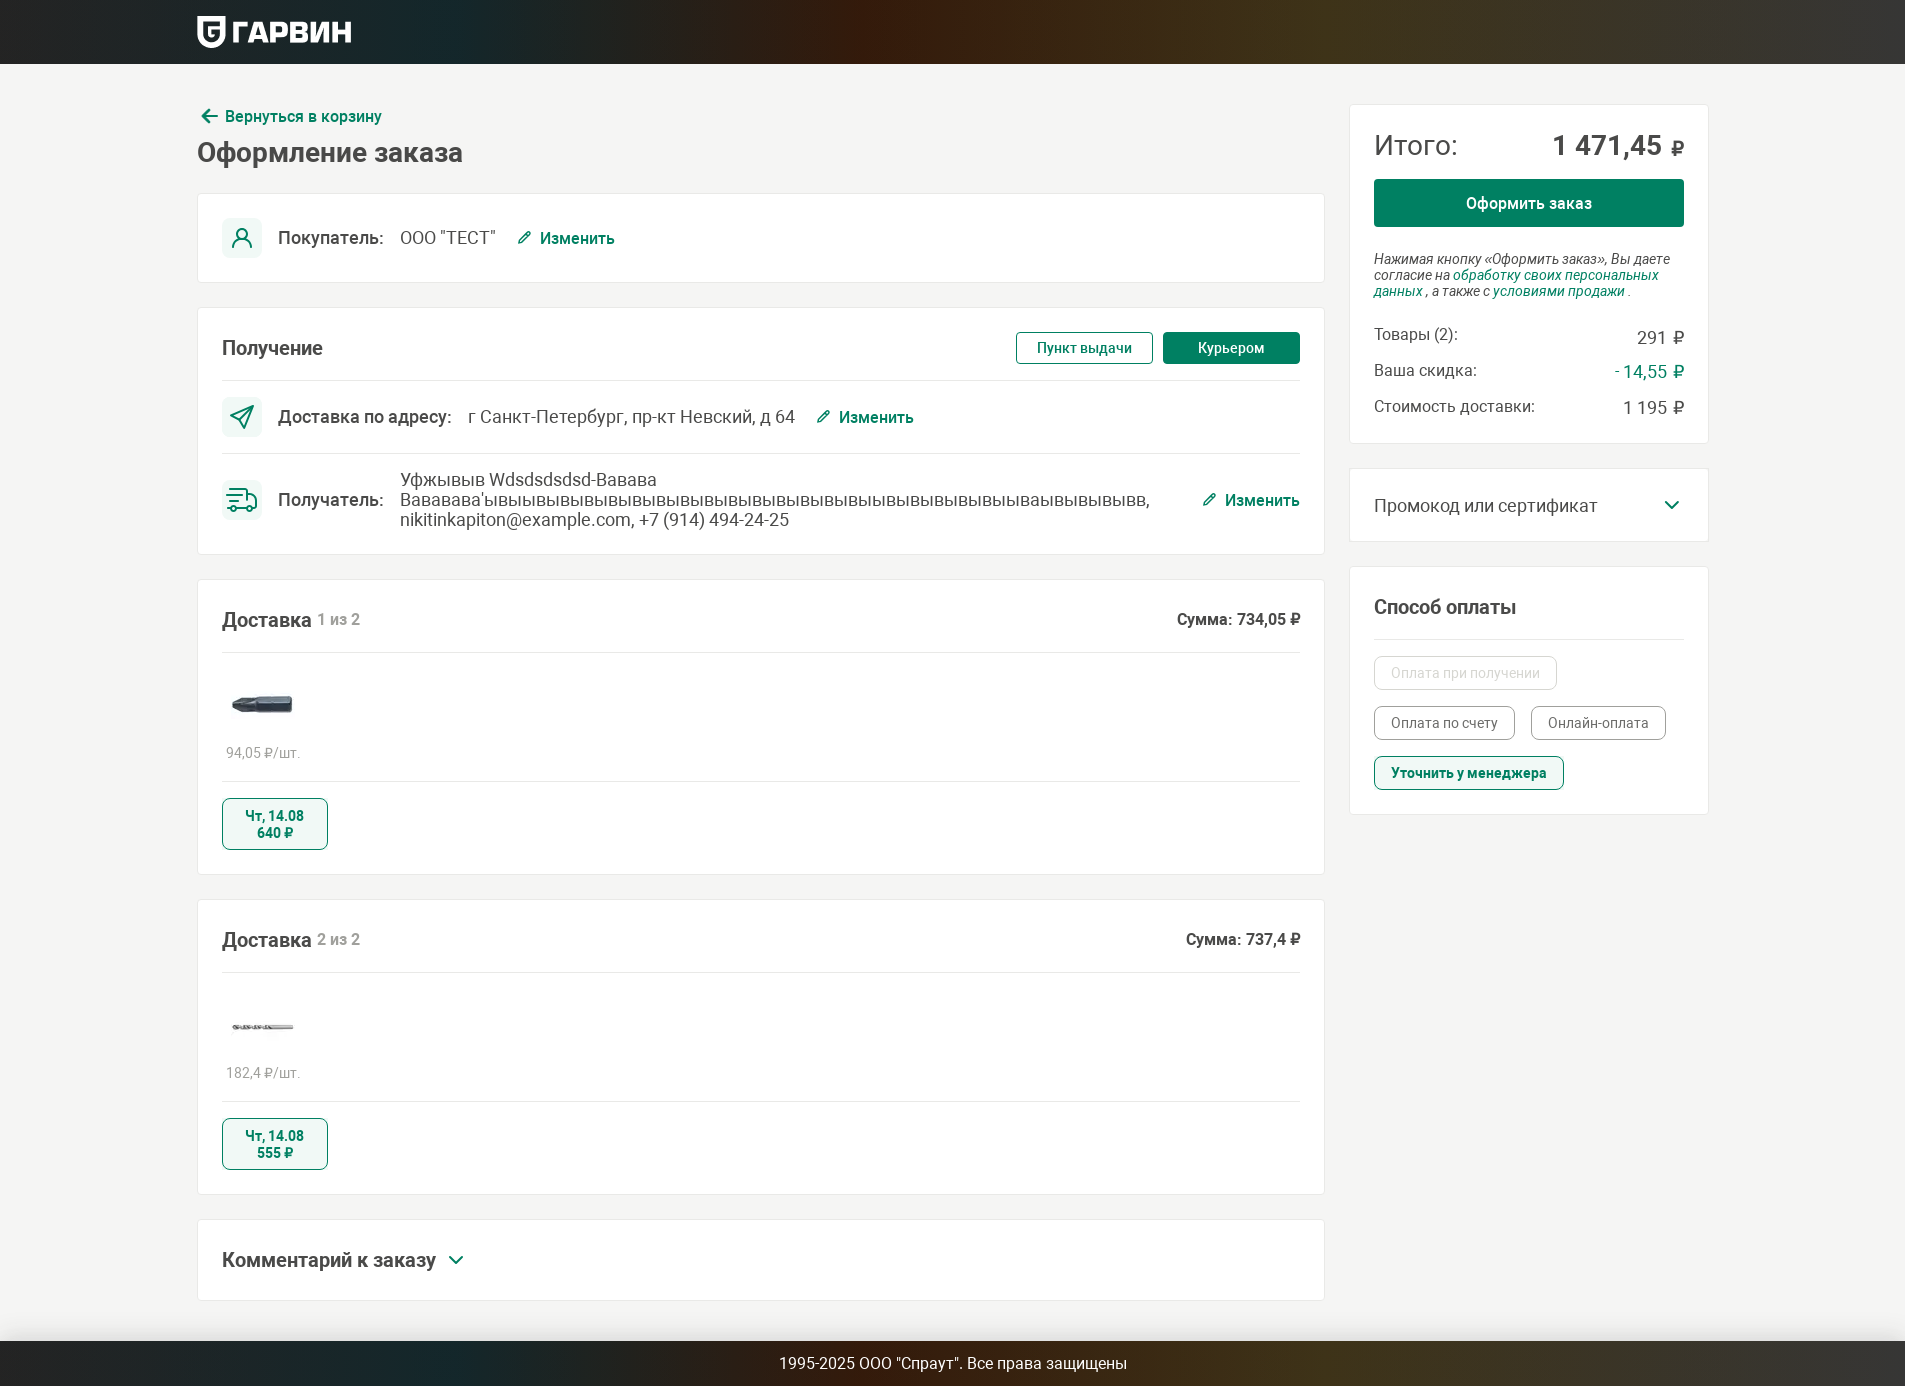 ГАРВИН
Вернуться в корзину
Оформление заказа
Покупатель: ООО "ТЕСТ" Изменить
Получение
Пункт выдачи Курьером
Доставка по адресу: г Санкт-Петербург, пр-кт Невский, д 64 Изменить
Получатель:
Уфжывыв Wdsdsdsdsd-Вавава
nikitinkapiton@example.com, +7 (914) 494-24-25
Изменить
Доставка 1 из 2 Сумма: 734,05 ₽
94,05 ₽/шт.
Чт, 14.08
640 ₽
Доставка 2 из 2 Сумма: 737,4 ₽
182,4 ₽/шт.
Чт, 14.08
555 ₽
Комментарий к заказу
Итого: 1 471,45 ₽
Оформить заказ
Нажимая кнопку «Оформить заказ», Вы даете
согласие на обработку своих персональных
данных , а также с условиями продажи .
Товары (2): 291 ₽
Ваша скидка: - 14,55 ₽
Стоимость доставки: 1 195 ₽
Промокод или сертификат
Способ оплаты
Оплата при получении
Оплата по счету Онлайн-оплата
Уточнить у менеджера
1995-2025 ООО "Спраут". Все права защищены